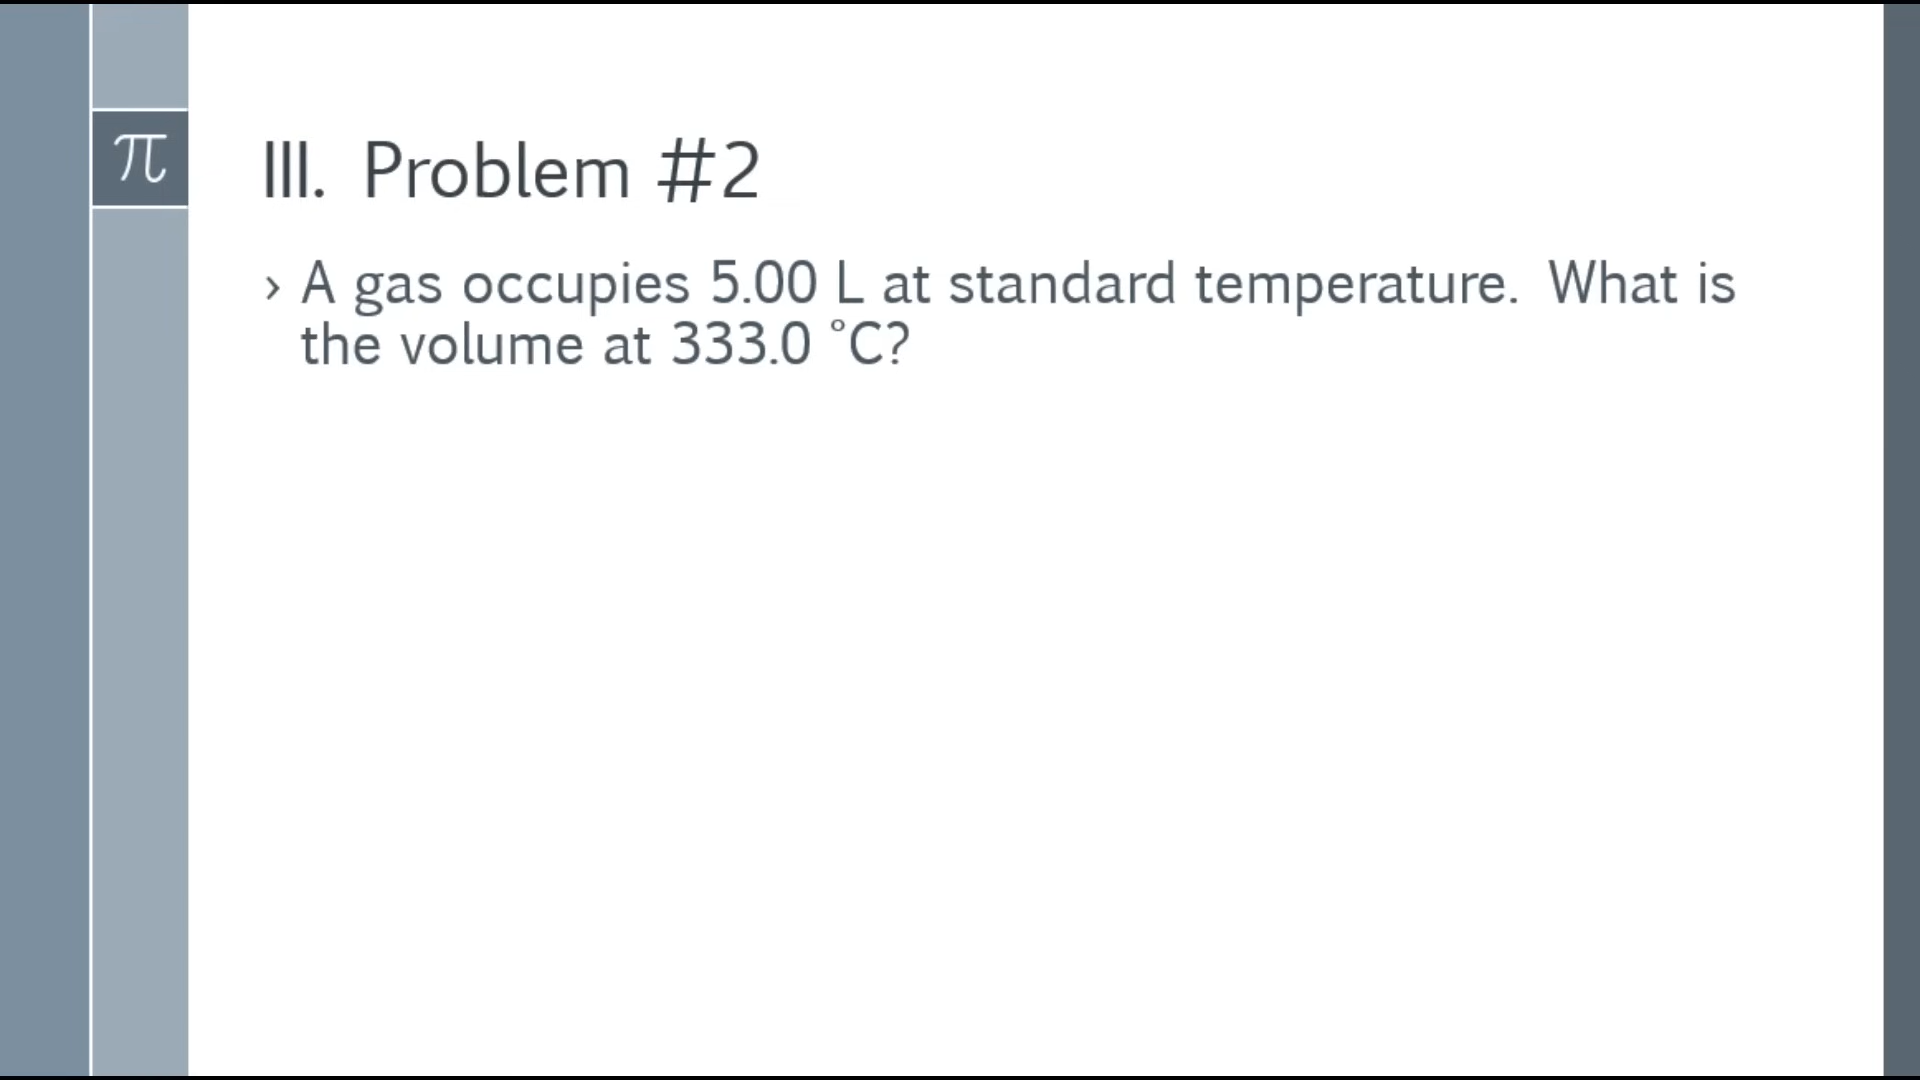 π
III. Problem #2
› A gas occupies 5.00 L at standard temperature. What is
the volume at 333.0 °C?